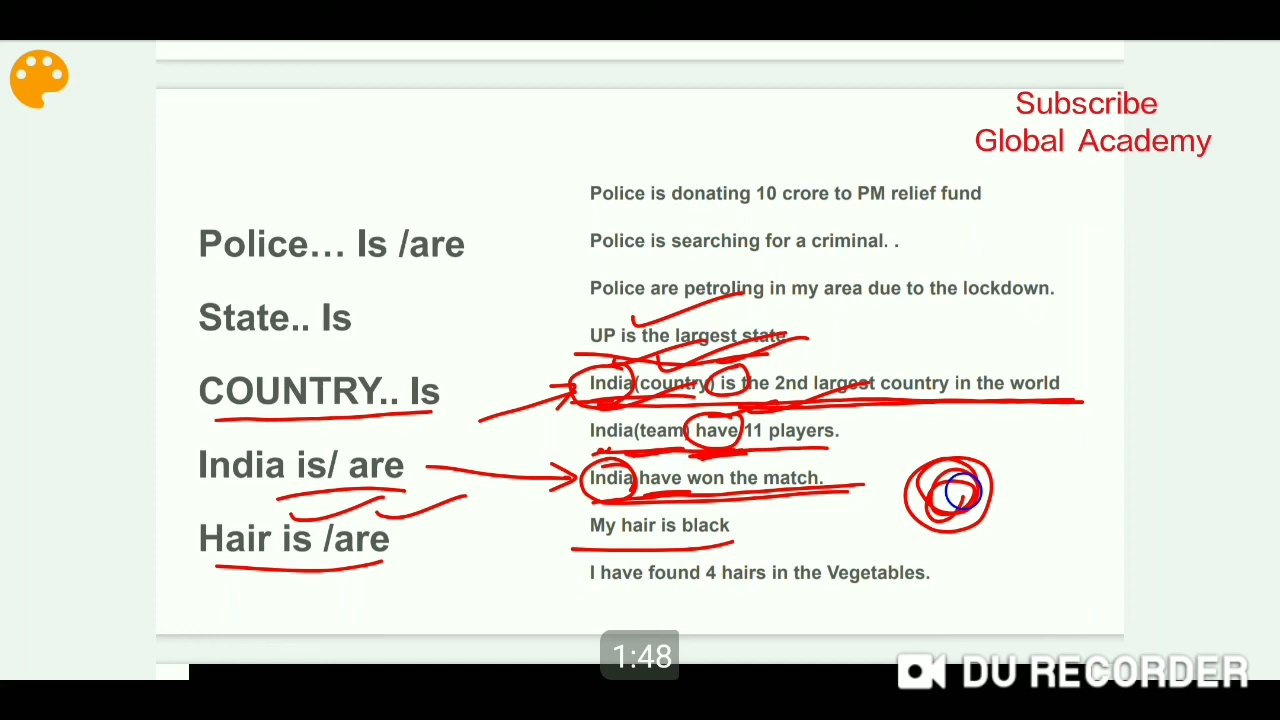 Subscribe
Global Academy
Police… Is /are
State.. Is
COUNTRY.. Is
India is/ are
Hair is /are
Police is donating 10 crore to PM relief fund
Police is searching for a criminal. .
Police are petroling in my area due to the lockdown.
UP is the largest state
India(country) is the 2nd largest country in the world
India(team) have 11 players.
India have won the match.
My hair is black
I have found 4 hairs in the Vegetables.
1:48
DU RECORDER